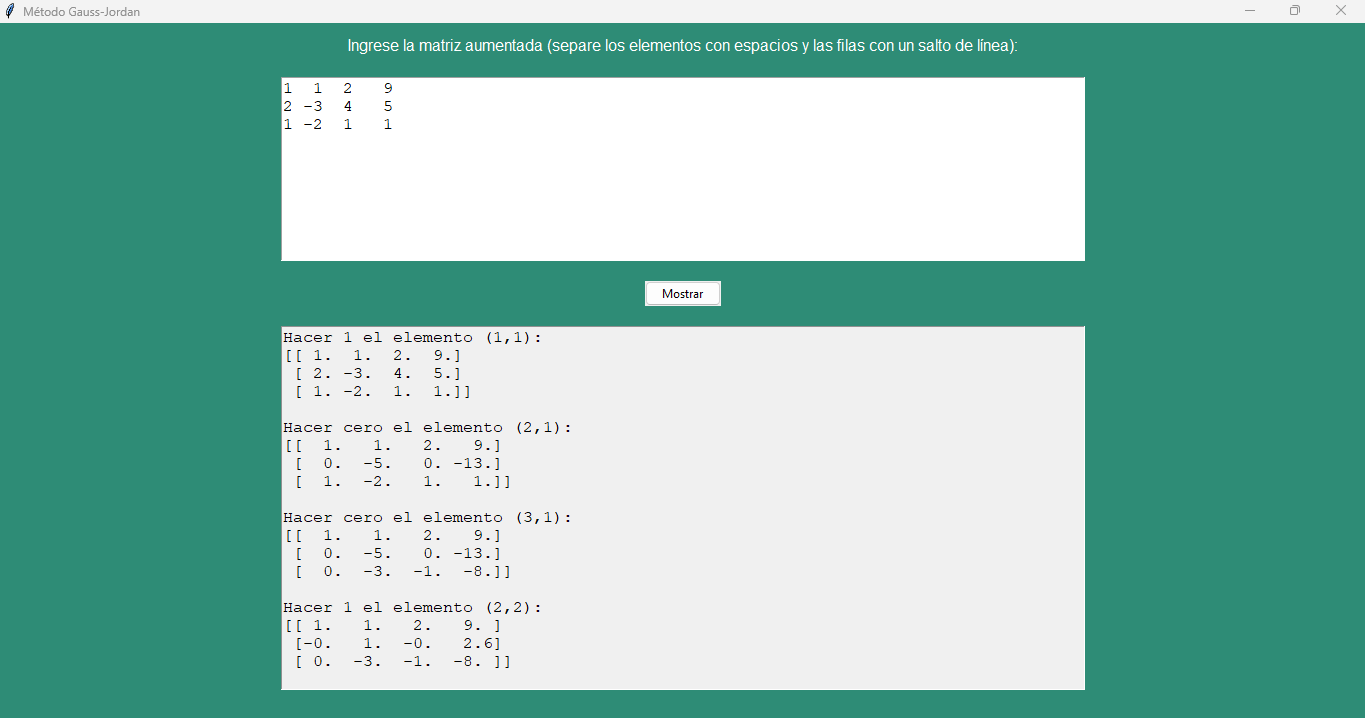 Método Gauss-Jordan
Ingrese la matriz aumentada (separe los elementos con espacios y las filas con un salto de línea):
1  1  2   9
2 -3  4   5
1 -2  1   1
Mostrar
Hacer 1 el elemento (1,1):
[[ 1.  1.  2.  9.]
 [ 2. -3.  4.  5.]
 [ 1. -2.  1.  1.]]
Hacer cero el elemento (2,1):
[[  1.   1.   2.   9.]
 [  0.  -5.   0. -13.]
 [  1.  -2.   1.   1.]]
Hacer cero el elemento (3,1):
[[  1.   1.   2.   9.]
 [  0.  -5.   0. -13.]
 [  0.  -3.  -1.  -8.]]
Hacer 1 el elemento (2,2):
[[ 1.   1.   2.   9. ]
 [-0.   1.  -0.   2.6]
 [ 0.  -3.  -1.  -8. ]]